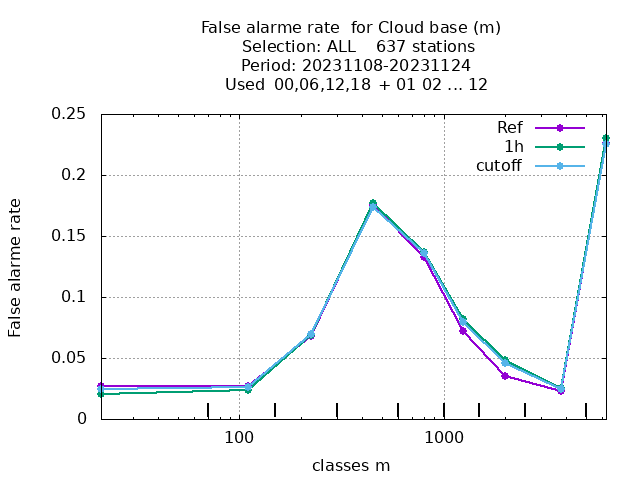 False alarme rate  for Cloud base (m)
Selection: ALL    637 stations
Period: 20231108-20231124
Used  00,06,12,18 + 01 02 ... 12
0.25
0.2
0.15
0.1
0.05
0
False alarme rate
Ref
1h
cutoff
100
1000
classes m